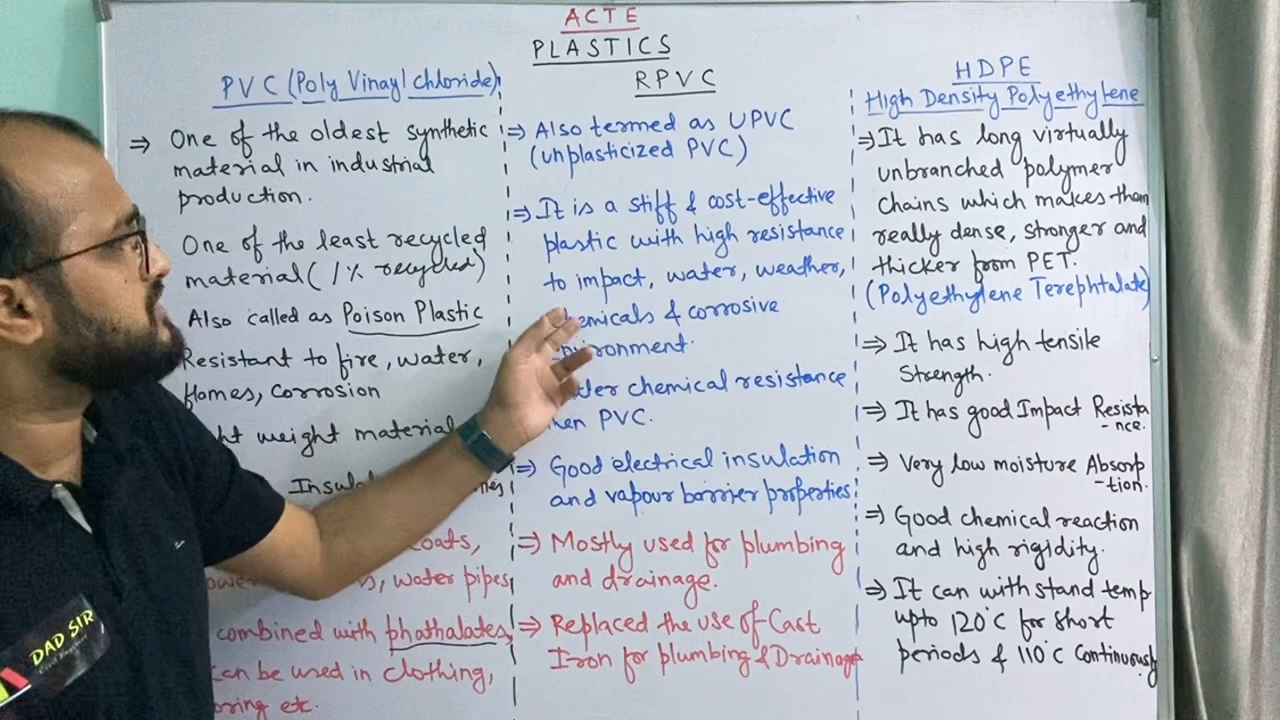 ACTE
PLASTICS
PVC (Poly Vinayl chloride)
⇒ One of the oldest synthetic
material in industrial
production.
One of the least recycled
material (1% recycled)
Also called as Poison Plastic
Resistant to fire, water,
flames, corrosion
weight material
coats,
water pipes
combined with phathalates,
can be used in clothing,
etc.
RPVC
⇒ Also termed as UPVC
(unplasticized PVC)
⇒ It is a stiff & cost-effective
plastic with high resistance
to impact, water, weather,
chemicals & corrosive
chemical resistance
PVC.
⇒ Good electrical insulation
and vapour barrier properties
⇒ Mostly used for plumbing
and drainage.
⇒ Replaced the use of Cast
Iron for plumbing & Drainage
HDPE
High Density Polyethylene
⇒ It has long virtually
unbranched polymer
chains which makes than
really dense, stronger and
thicker from PET.
(Polyethylene Terephtalate)
⇒ It has high tensile
Strength.
⇒ It has good Impact Resista
-nce.
⇒ Very low moisture Absorp
-tion.
⇒ Good chemical reaction
and high rigidity.
⇒ It can with stand temp
upto 120°C for short
periods & 110°C Continuously
DAD SIR